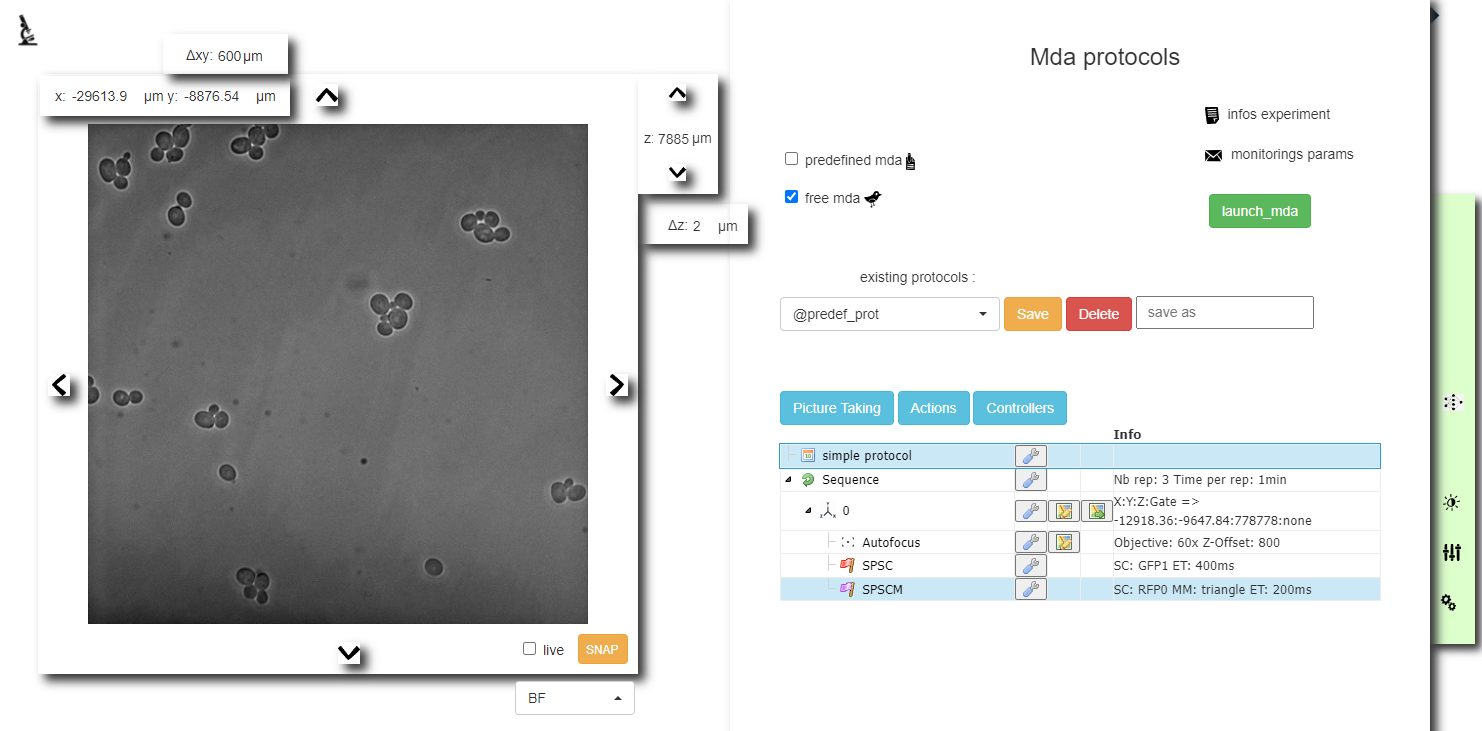 Δxy: 600 µm
x: -29613.9 µm y: -8876.54 µm
z: 7885 µm
Δz: 2 µm
live
SNAP
BF
Mda protocols
infos experiment
monitorings params
predefined mda
free mda
launch_mda
existing protocols :
@predef_prot
Save
Delete
save as
Picture Taking
Actions
Controllers
Info
simple protocol
Sequence
Nb rep: 3 Time per rep: 1min
0
X:Y:Z:Gate =>
-12918.36:-9647.84:778778:none
Autofocus
Objective: 60x Z-Offset: 800
SPSC
SC: GFP1 ET: 400ms
SPSCM
SC: RFP0 MM: triangle ET: 200ms